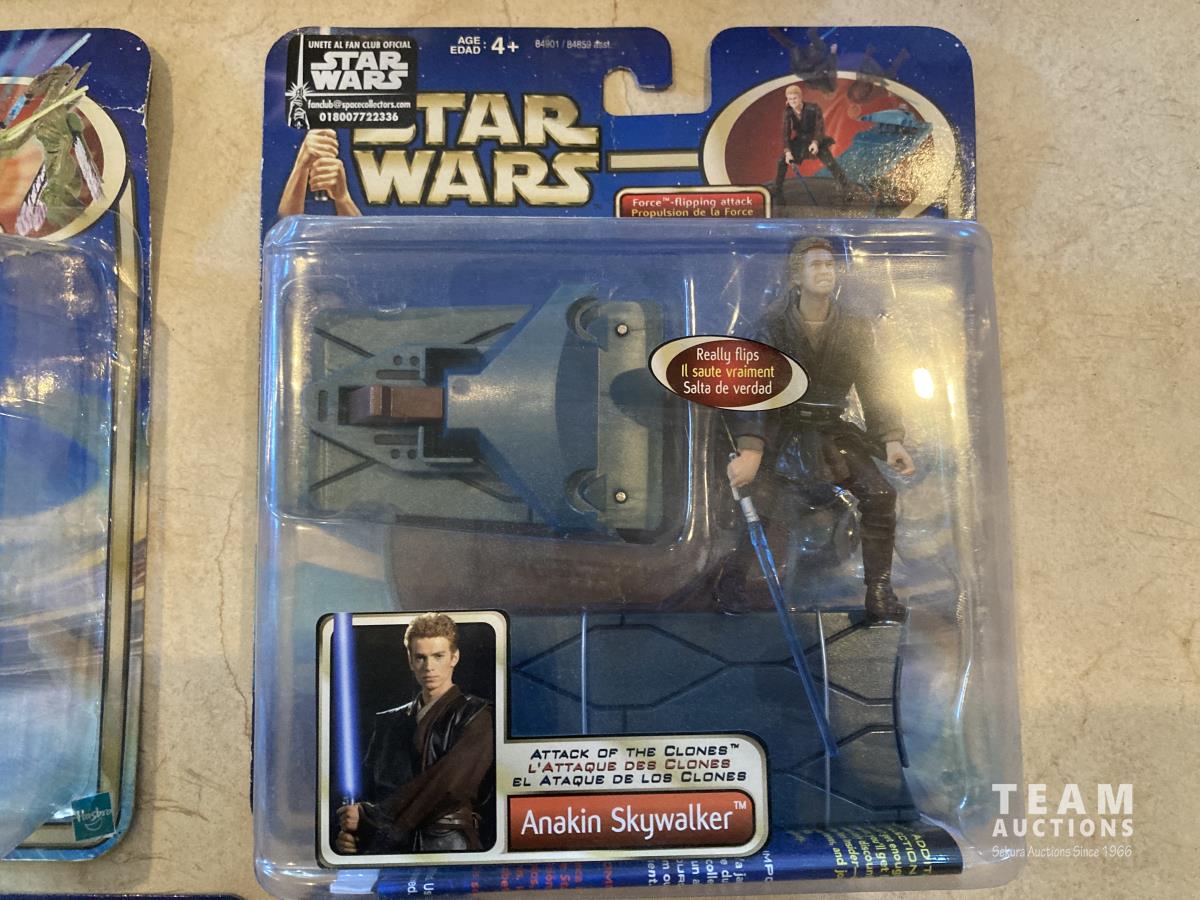 UNETE AL FAN CLUB OFICIAL
STAR
WARS
fanclub@spacecollectors.com
018007722336
AGE
EDAD : 4+
84901 / 84859 asst.
STAR
WARS
Force™-flipping attack
Propulsion de la Force
Really flips
Il saute vraiment
Salta de verdad
ATTACK OF THE CLONES™
L'ATTAQUE DES CLONES
EL ATAQUE DE LOS CLONES
Anakin Skywalker™
Hasbro
TEAM
AUCTIONS
Sekura Auctions Since 1966